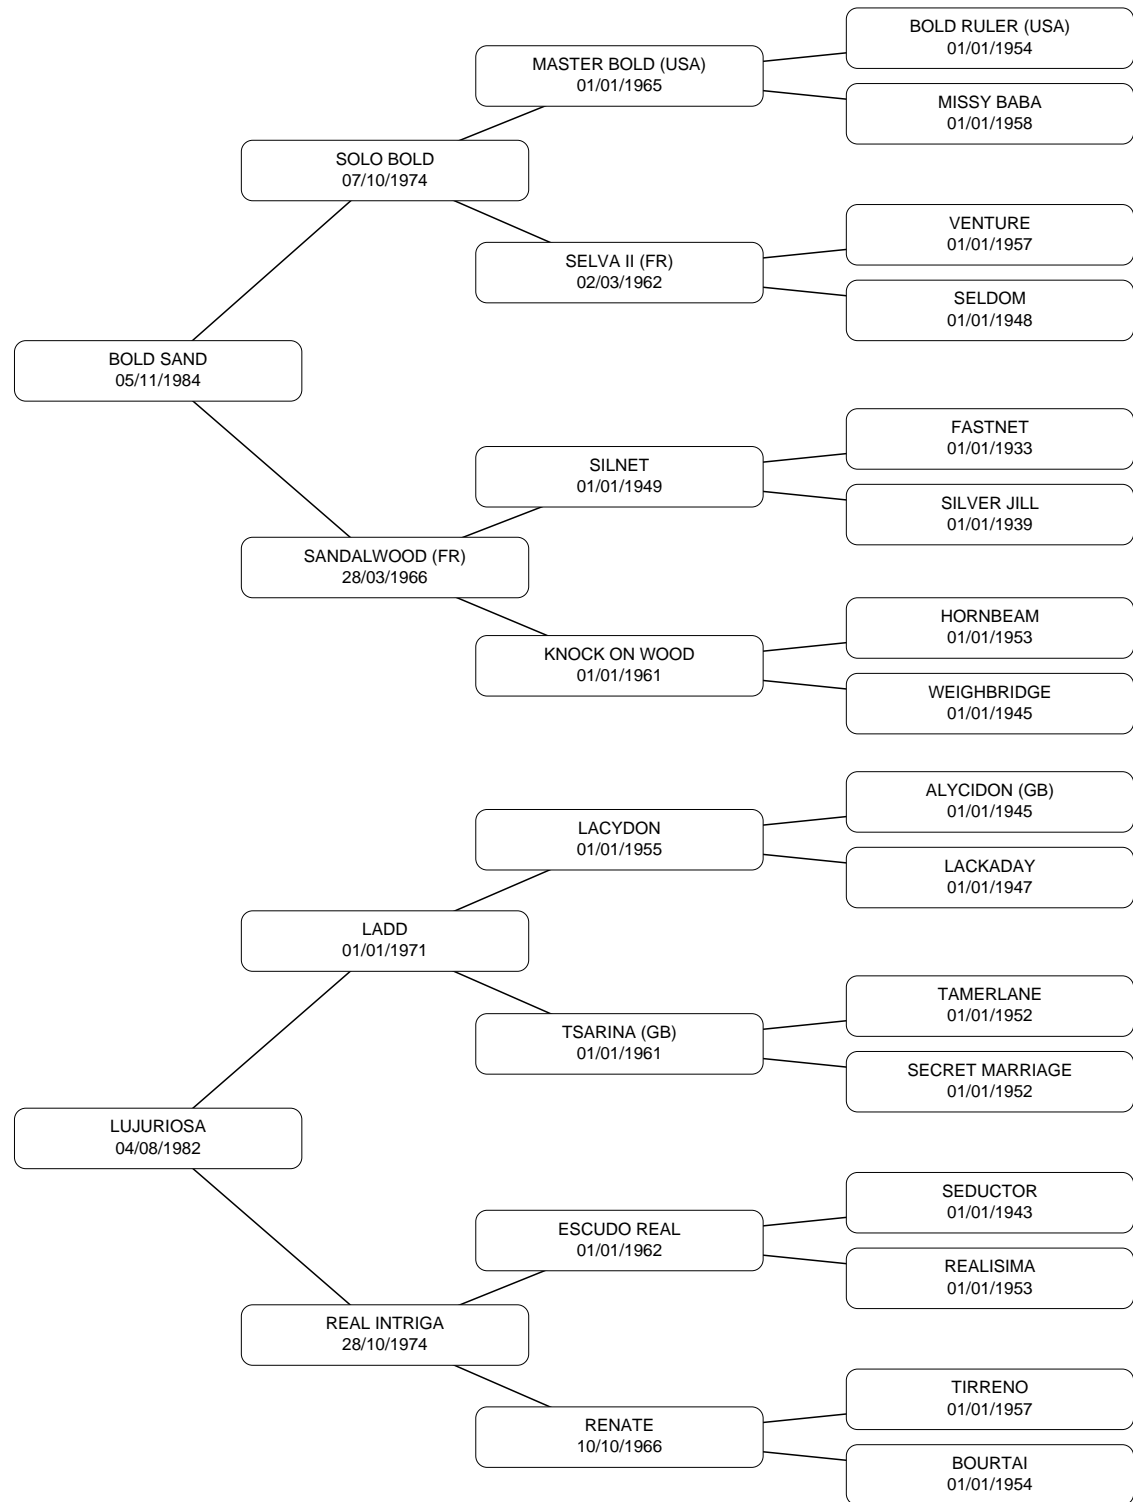 BOLD RULER (USA)
01/01/1954
MASTER BOLD (USA)
01/01/1965
MISSY BABA
01/01/1958
SOLO BOLD
07/10/1974
VENTURE
01/01/1957
SELVA II (FR)
02/03/1962
SELDOM
01/01/1948
BOLD SAND
05/11/1984
FASTNET
01/01/1933
SILNET
01/01/1949
SILVER JILL
01/01/1939
SANDALWOOD (FR)
28/03/1966
HORNBEAM
01/01/1953
KNOCK ON WOOD
01/01/1961
WEIGHBRIDGE
01/01/1945
ALYCIDON (GB)
01/01/1945
LACYDON
01/01/1955
LACKADAY
01/01/1947
LADD
01/01/1971
TAMERLANE
01/01/1952
TSARINA (GB)
01/01/1961
SECRET MARRIAGE
01/01/1952
LUJURIOSA
04/08/1982
SEDUCTOR
01/01/1943
ESCUDO REAL
01/01/1962
REALISIMA
01/01/1953
REAL INTRIGA
28/10/1974
TIRRENO
01/01/1957
RENATE
10/10/1966
BOURTAI
01/01/1954